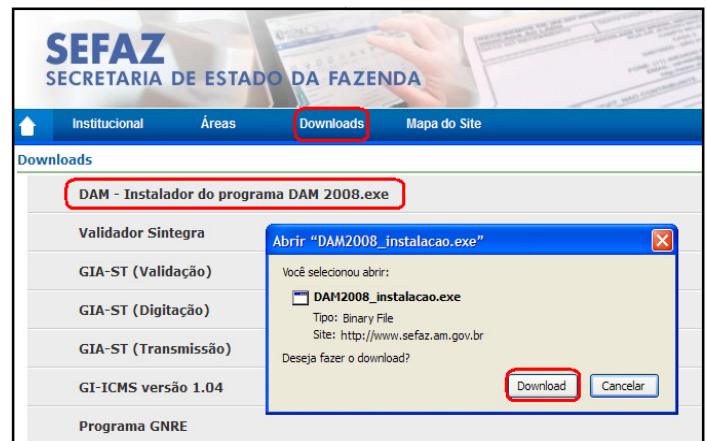 SEFAZ
SECRETARIA DE ESTADO DA FAZENDA
Institucional Áreas Downloads Mapa do Site
Downloads
DAM - Instalador do programa DAM 2008.exe
Validador Sintegra
GIA-ST (Validação)
GIA-ST (Digitação)
GIA-ST (Transmissão)
GI-ICMS versão 1.04
Programa GNRE
Abrir “DAM2008_instalacao.exe”
Você selecionou abrir:
DAM2008_instalacao.exe
Tipo: Binary File
Site: http://www.sefaz.am.gov.br
Deseja fazer o download?
Download Cancelar